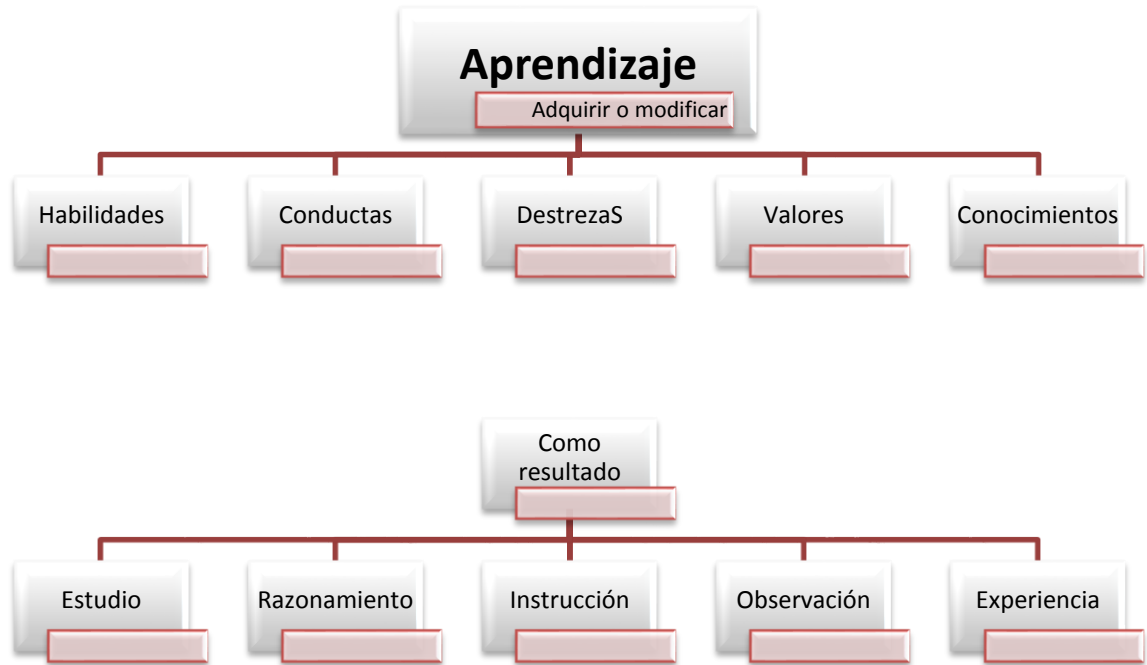 Aprendizaje
Adquirir o modificar
Habilidades
Conductas
DestrezaS
Valores
Conocimientos
Como
resultado
Estudio
Razonamiento
Instrucción
Observación
Experiencia